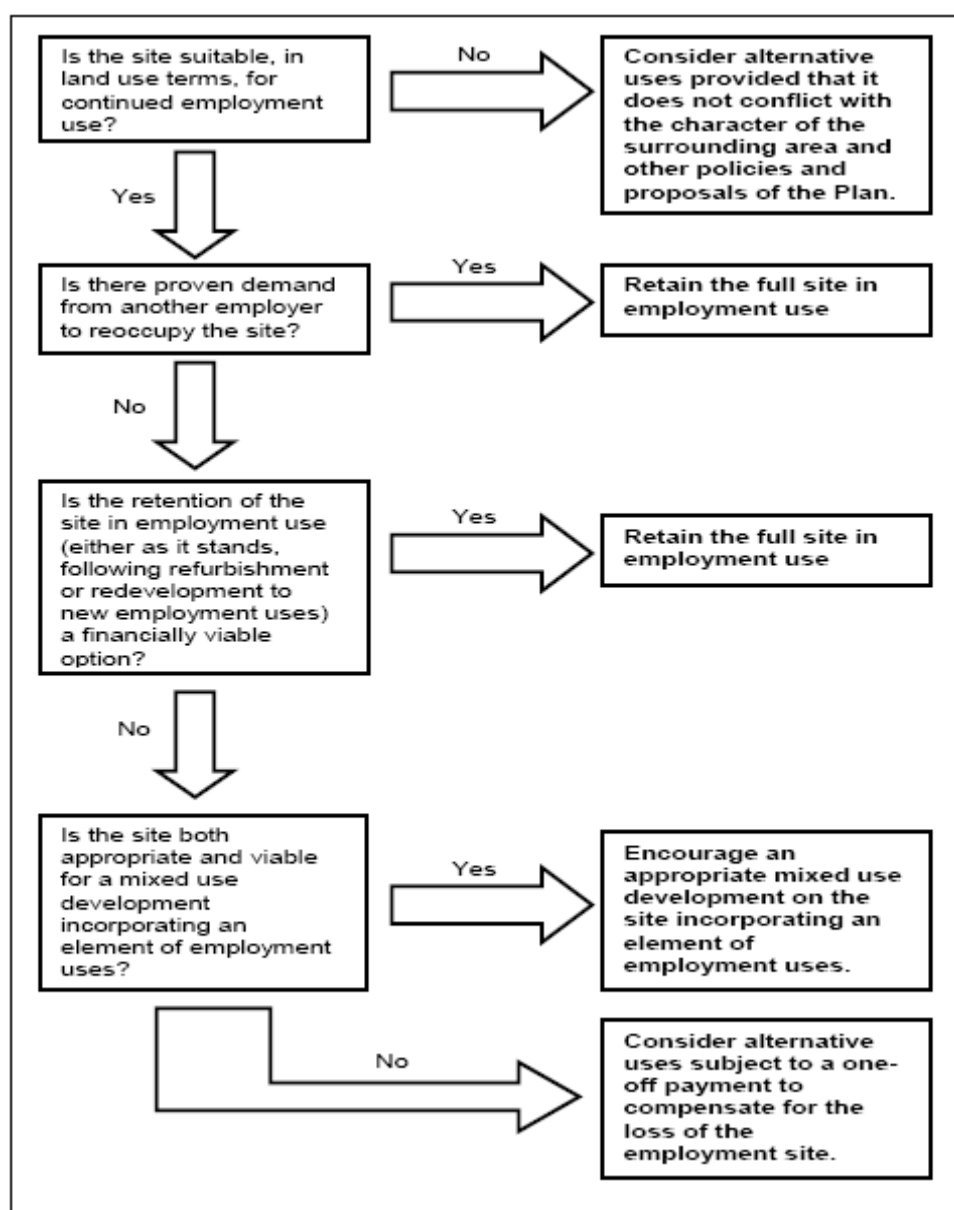 Is the site suitable, in
land use terms, for
continued employment
use?
No
Consider alternative
uses provided that it
does not conflict with
the character of the
surrounding area and
other policies and
proposals of the Plan.
Yes
Is there proven demand
from another employer
to reoccupy the site?
Yes
Retain the full site in
employment use
No
Is the retention of the
site in employment use
(either as it stands,
following refurbishment
or redevelopment to
new employment uses)
a financially viable
option?
Yes
Retain the full site in
employment use
No
Is the site both
appropriate and viable
for a mixed use
development
incorporating an
element of employment
uses?
Yes
Encourage an
appropriate mixed use
development on the
site incorporating an
element of
employment uses.
No
Consider alternative
uses subject to a one-
off payment to
compensate for the
loss of the
employment site.